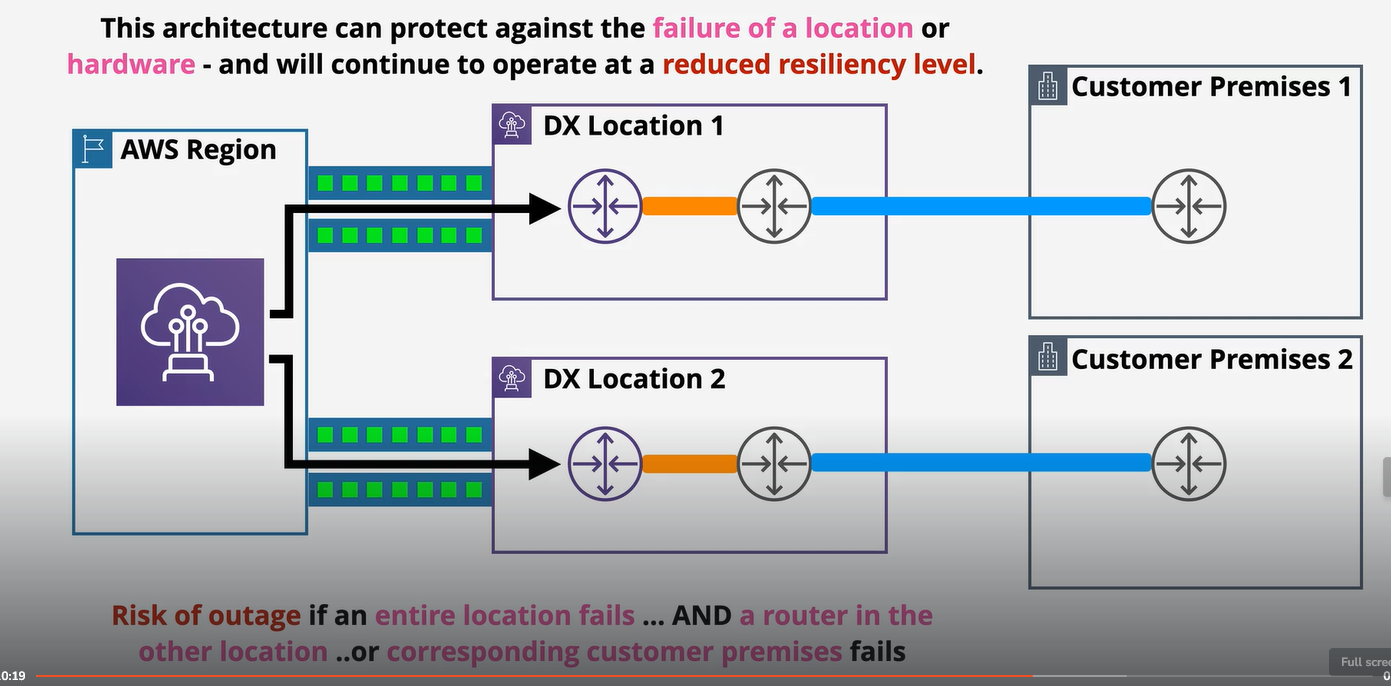 This architecture can protect against the failure of a location or
hardware - and will continue to operate at a reduced resiliency level.
AWS Region
DX Location 1
Customer Premises 1
DX Location 2
Customer Premises 2
Risk of outage if an entire location fails ... AND a router in the
other location ..or corresponding customer premises fails
Full scree
0:19
0